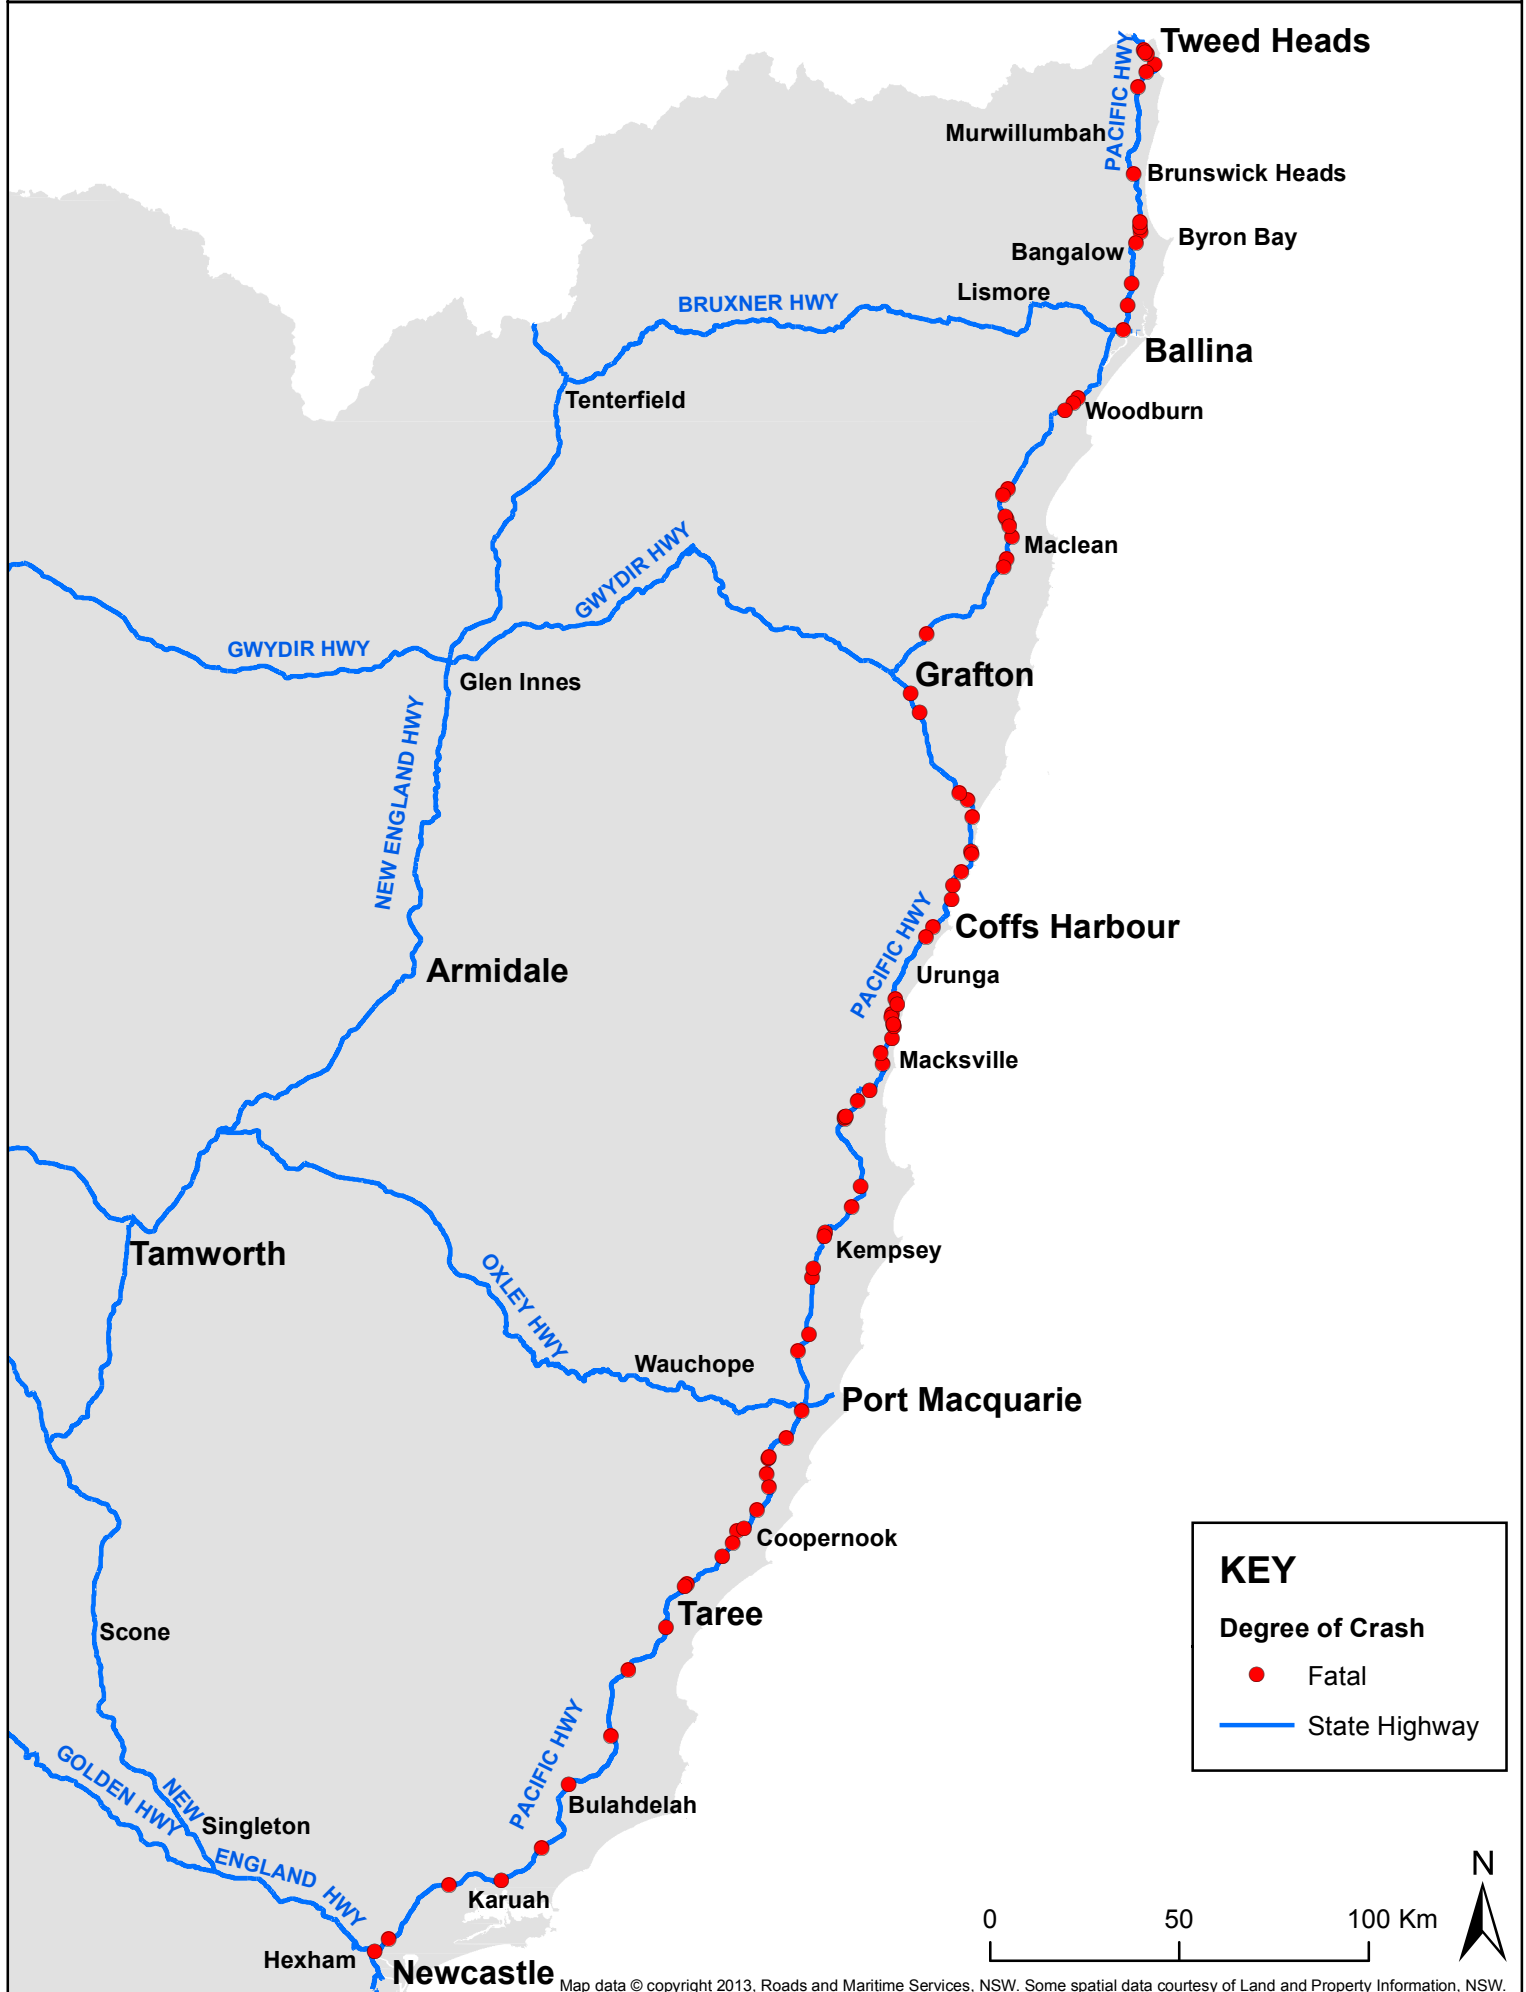 Tweed Heads
PACIFIC HWY
Murwillumbah
Brunswick Heads
Byron Bay
Bangalow
Lismore
BRUXNER HWY
Ballina
Tenterfield
Woodburn
GWYDIR HWY
Maclean
GWYDIR HWY
Grafton
Glen Innes
NEW ENGLAND HWY
PACIFIC HWY
Coffs Harbour
Armidale
Urunga
Macksville
Kempsey
Tamworth
OXLEY HWY
Wauchope
Port Macquarie
Coopernook
KEY
Degree of Crash
Fatal
State Highway
Taree
Scone
PACIFIC HWY
GOLDEN HWY
NEW
Bulahdelah
Singleton
ENGLAND HWY
Karuah
N
0 50 100 Km
Hexham
Newcastle
Map data © copyright 2013, Roads and Maritime Services, NSW. Some spatial data courtesy of Land and Property Information, NSW.